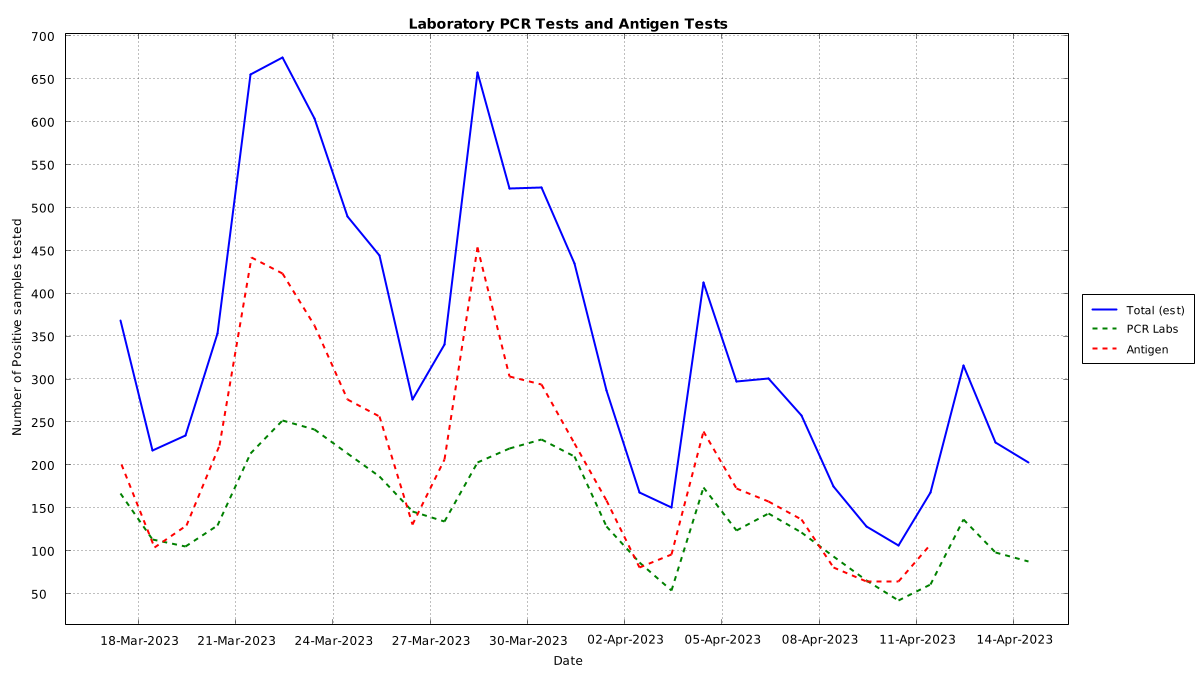 Laboratory PCR Tests and Antigen Tests
700
650
600
550
500
450
400
350
300
250
200
150
100
50
Number of Positive samples tested
18-Mar-2023 21-Mar-2023 24-Mar-2023 27-Mar-2023 30-Mar-2023 02-Apr-2023 05-Apr-2023 08-Apr-2023 11-Apr-2023 14-Apr-2023
Date
Total (est)
PCR Labs
Antigen